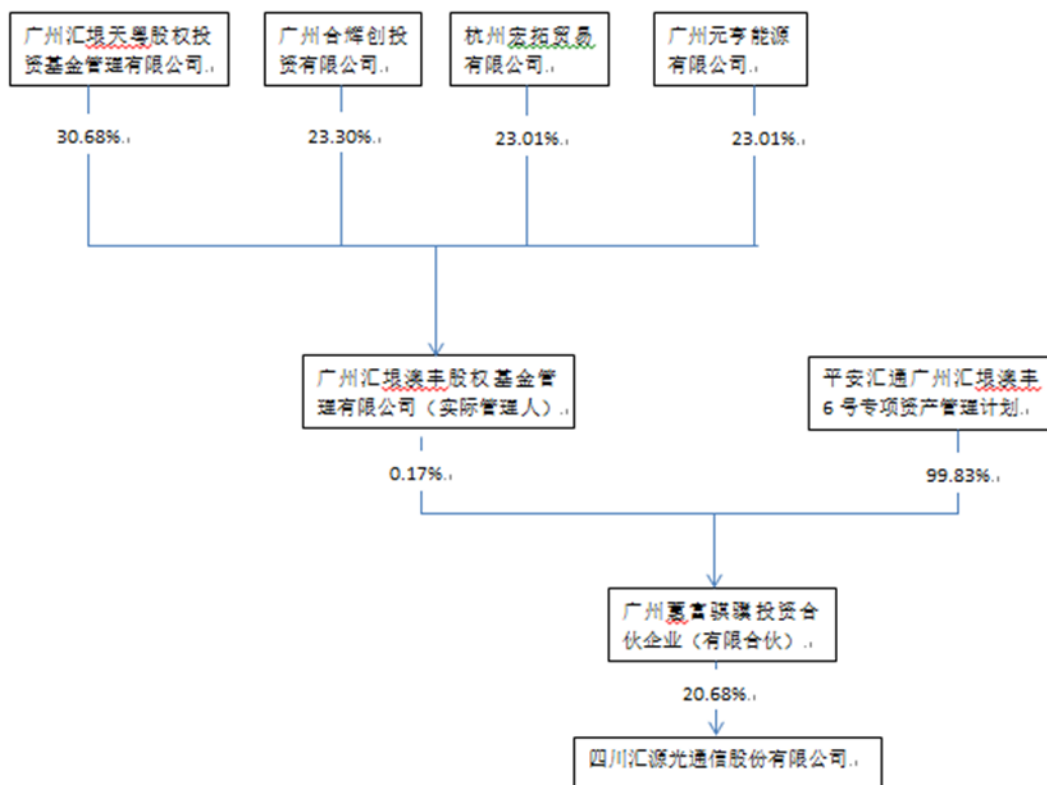 广州汇垠天粤股权投
资基金管理有限公司
广州合辉创投
资有限公司
杭州宏拓贸易
有限公司
广州元亨能源
有限公司
30.68%
23.30%
23.01%
23.01%
广州汇垠澳丰股权基金管
理有限公司（实际管理人）
平安汇通广州汇垠澳丰
6 号专项资产管理计划
0.17%
99.83%
广州蕙富骐骥投资合
伙企业（有限合伙）
20.68%
四川汇源光通信股份有限公司